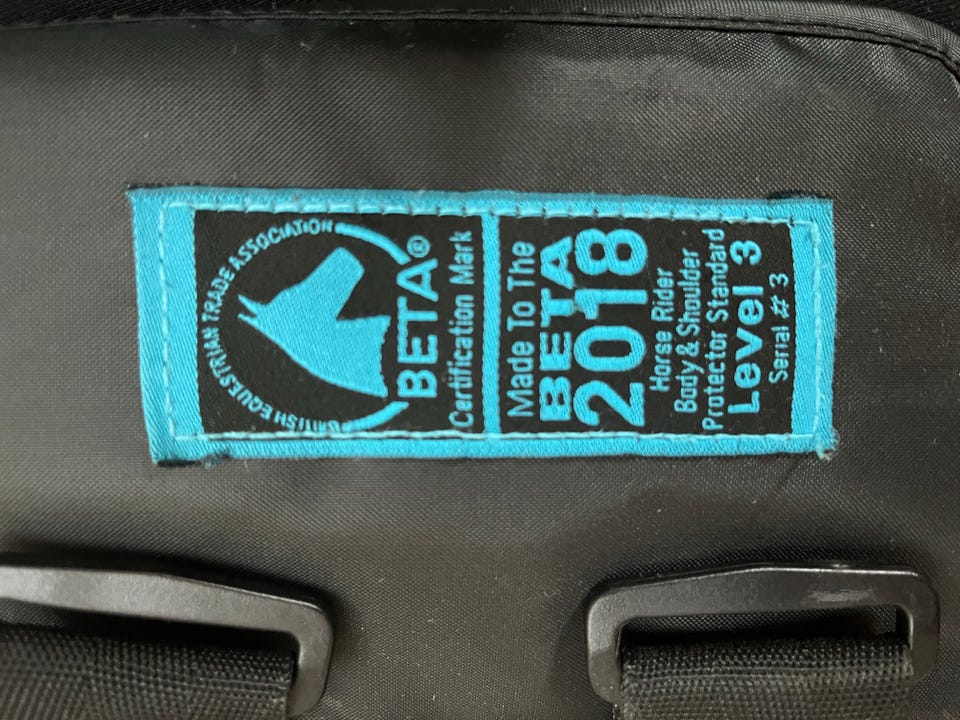 BRITISH EQUESTRIAN TRADE ASSOCIATION
BETA®
Certification Mark
Made To The
BETA
2018
Horse Rider
Body & Shoulder
Protector Standard
Level 3
Serial # 3